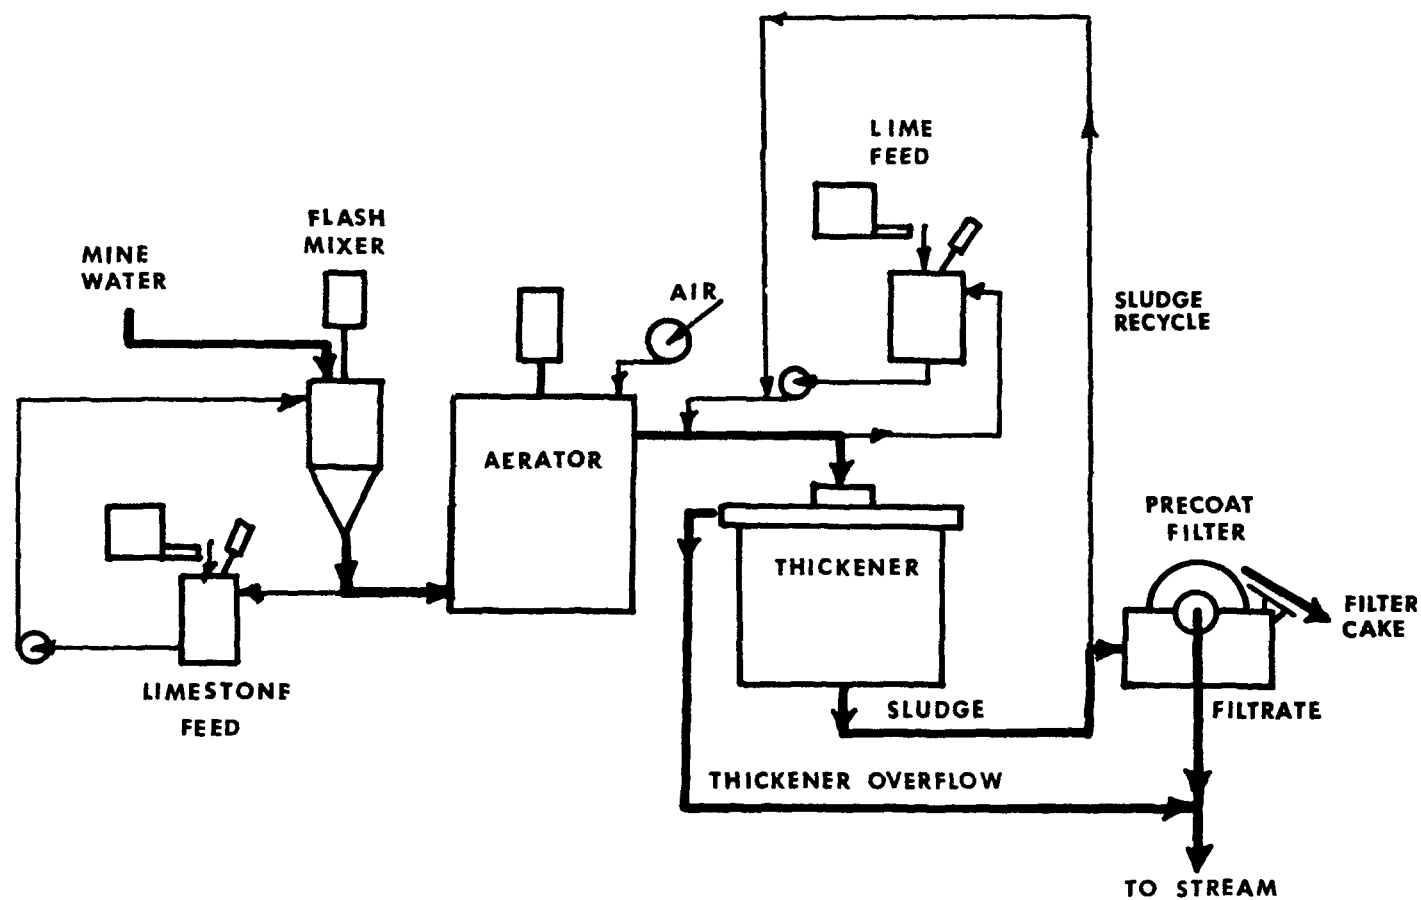 LIME
FEED
FLASH
MIXER
MINE
WATER
AIR
SLUDGE
RECYCLE
AERATOR
PRECOAT
FILTER
THICKENER
FILTER
CAKE
LIMESTONE
FEED
SLUDGE
FILTRATE
THICKENER OVERFLOW
TO STREAM